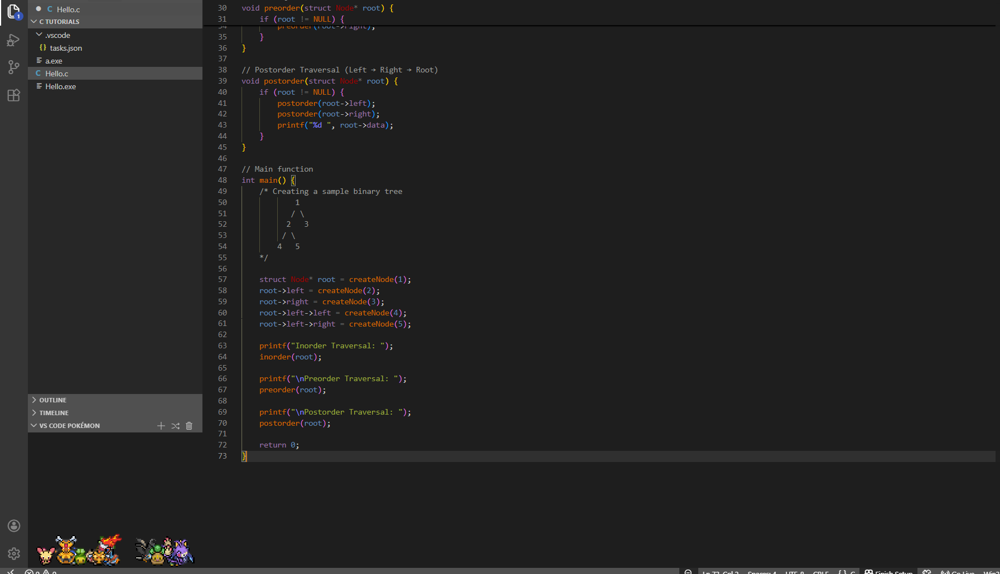 1
Hello.c
C TUTORIALS
.vscode
{} tasks.json
a.exe
C Hello.c
Hello.exe
OUTLINE
TIMELINE
VS CODE POKÉMON
30 void preorder(struct Node* root) {
31 if (root != NULL) {
34 preorder(root->right);
35 }
36 }
37
38 // Postorder Traversal (Left → Right → Root)
39 void postorder(struct Node* root) {
40 if (root != NULL) {
41 postorder(root->left);
42 postorder(root->right);
43 printf("%d ", root->data);
44 }
45 }
46
47 // Main function
48 int main() {
49 /* Creating a sample binary tree
50 1
51 / \
52 2 3
53 / \
54 4 5
55 */
56
57 struct Node* root = createNode(1);
58 root->left = createNode(2);
59 root->right = createNode(3);
60 root->left->left = createNode(4);
61 root->left->right = createNode(5);
62
63 printf("Inorder Traversal: ");
64 inorder(root);
65
66 printf("\nPreorder Traversal: ");
67 preorder(root);
68
69 printf("\nPostorder Traversal: ");
70 postorder(root);
71
72 return 0;
73 }
0 0 Ln 73, Col 2 Spaces: 4 UTF-8 CRLF {} C Finish Setup Go Live